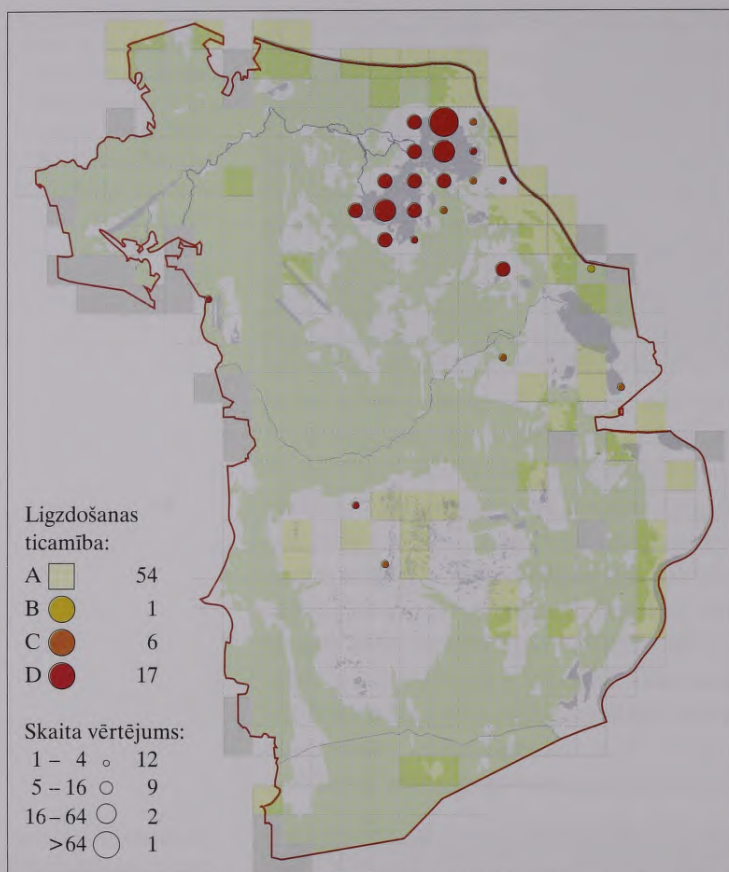 Ligzdošanas
ticamība:
A 54
B 1
C 6
D 17
Skaita vērtējums:
1 – 4 12
5 – 16 9
16 – 64 2
>64 1